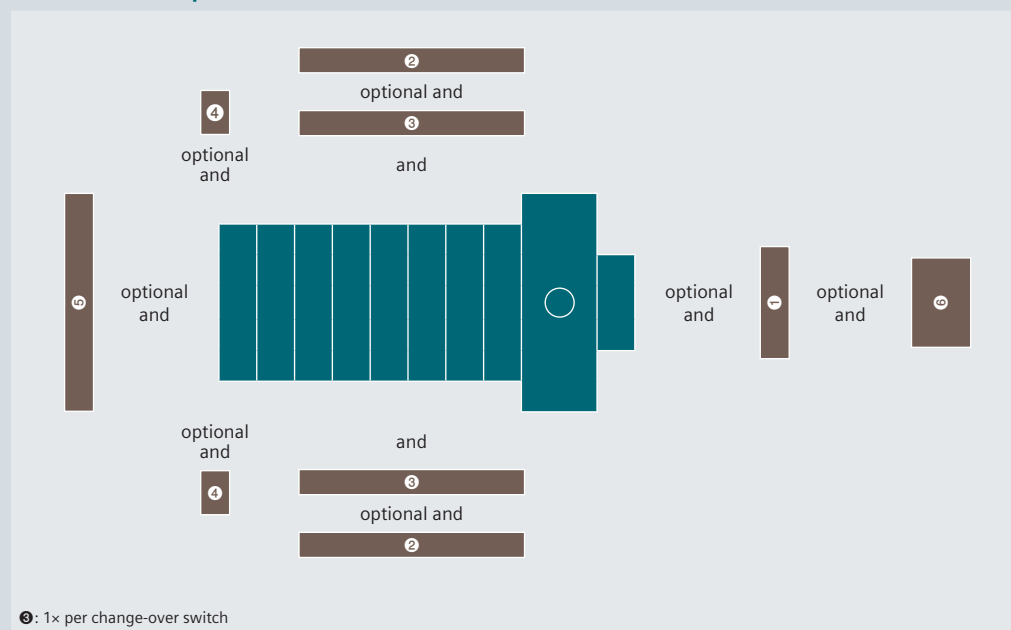 ❷
optional and
❹
❸
optional
and
and
❺
optional
and
optional
and
❶
optional
and
❻
optional
and
and
❹
❸
optional and
❷
❸: 1× per change-over switch